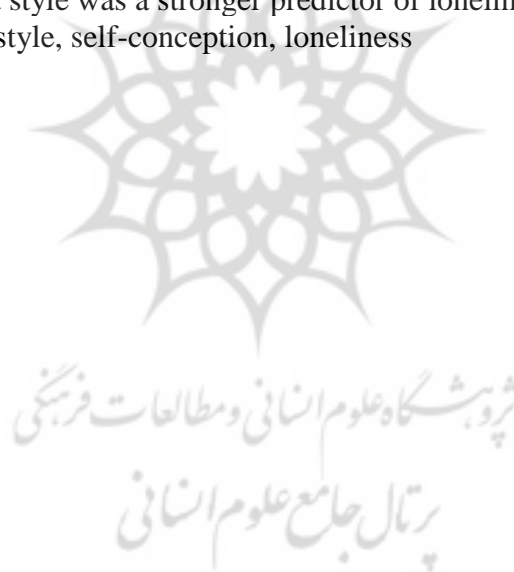 style was a stronger predictor of
style, self-conception, loneliness
پژوهشگاه علوم انسانی و مطالعات فرهنگی
پرتال جامع علوم انسانی